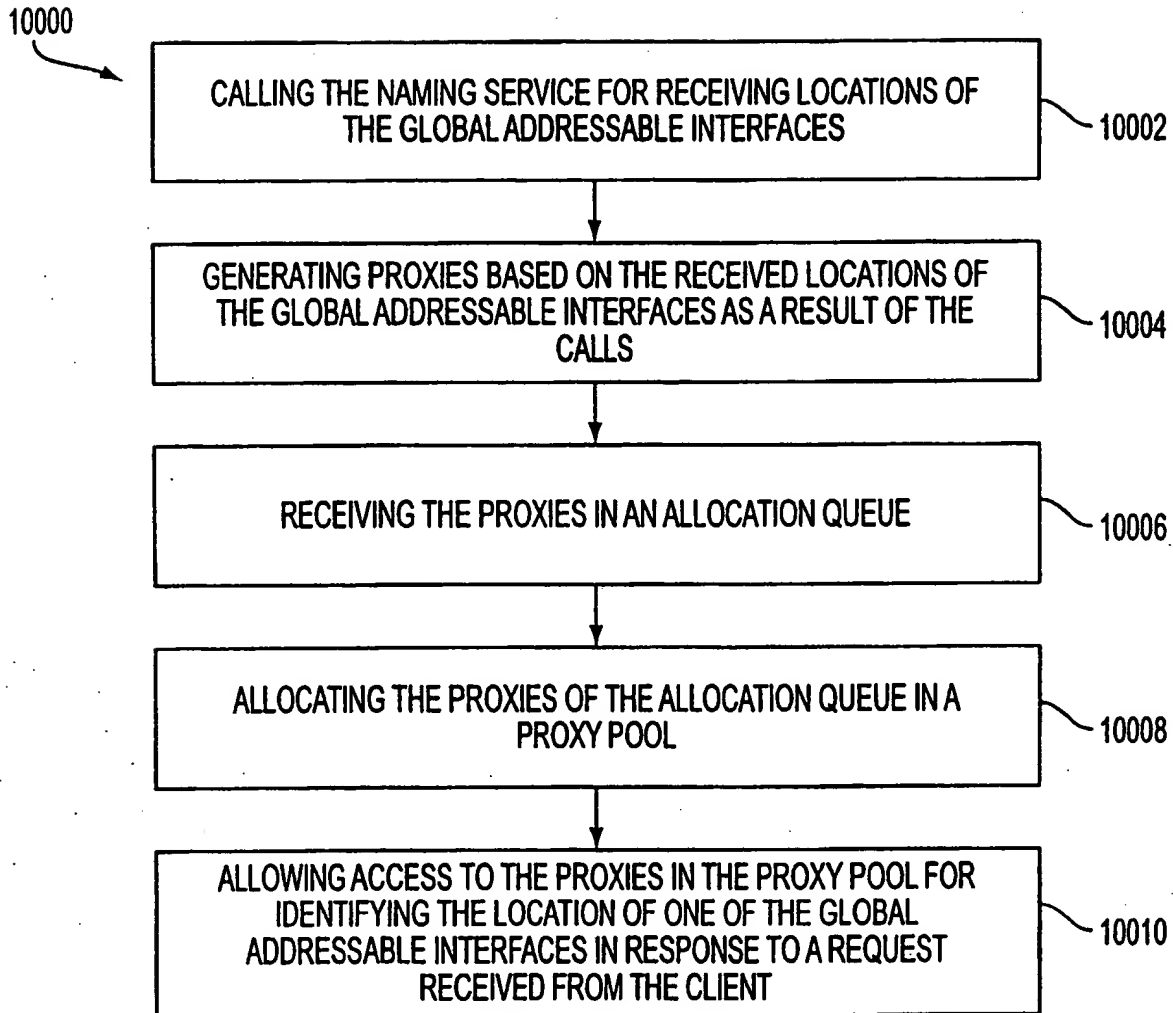 10000
CALLING THE NAMING SERVICE FOR RECEIVING LOCATIONS OF
THE GLOBAL ADDRESSABLE INTERFACES
10002
GENERATING PROXIES BASED ON THE RECEIVED LOCATIONS OF
THE GLOBAL ADDRESSABLE INTERFACES AS A RESULT OF THE
CALLS
10004
RECEIVING THE PROXIES IN AN ALLOCATION QUEUE
10006
ALLOCATING THE PROXIES OF THE ALLOCATION QUEUE IN A
PROXY POOL
10008
ALLOWING ACCESS TO THE PROXIES IN THE PROXY POOL FOR
IDENTIFYING THE LOCATION OF ONE OF THE GLOBAL
ADDRESSABLE INTERFACES IN RESPONSE TO A REQUEST
RECEIVED FROM THE CLIENT
10010